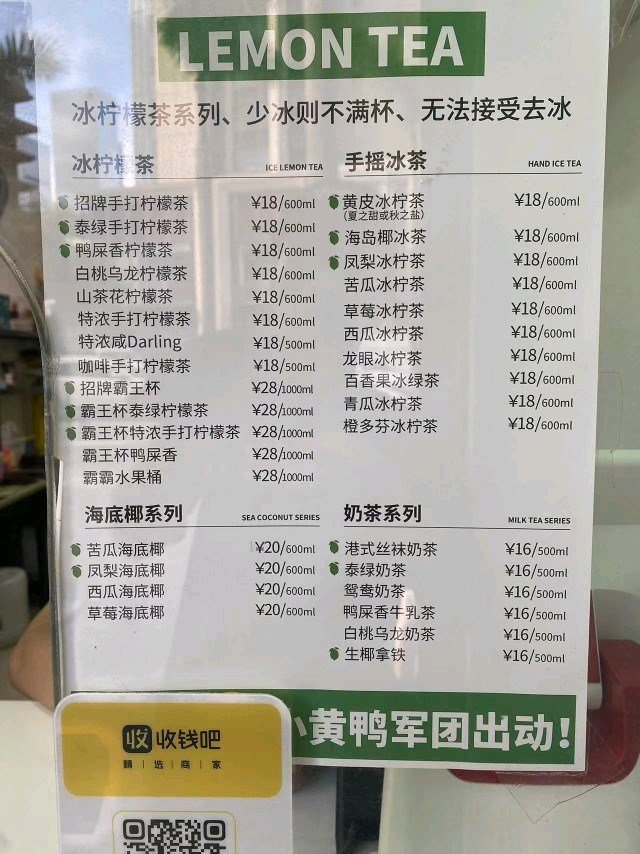 LEMON TEA
冰柠檬茶系列、少冰则不满杯、无法接受去冰
冰柠檬茶 ICE LEMON TEA
招牌手打柠檬茶 ¥18/600ml
泰绿手打柠檬茶 ¥18/600ml
鸭屎香柠檬茶 ¥18/600ml
白桃乌龙柠檬茶 ¥18/600ml
山茶花柠檬茶 ¥18/600ml
特浓手打柠檬茶 ¥18/600ml
特浓咸Darling ¥18/500ml
咖啡手打柠檬茶 ¥18/500ml
招牌霸王杯 ¥28/1000ml
霸王杯泰绿柠檬茶 ¥28/1000ml
霸王杯特浓手打柠檬茶 ¥28/1000ml
霸王杯鸭屎香 ¥28/1000ml
霸霸水果桶 ¥28/1000ml
手摇冰茶 HAND ICE TEA
黄皮冰柠茶 ¥18/600ml
(夏之甜或秋之盐)
海岛椰冰茶 ¥18/600ml
凤梨冰柠茶 ¥18/600ml
苦瓜冰柠茶 ¥18/600ml
草莓冰柠茶 ¥18/600ml
西瓜冰柠茶 ¥18/600ml
龙眼冰柠茶 ¥18/600ml
百香果冰绿茶 ¥18/600ml
青瓜冰柠茶 ¥18/600ml
橙多芬冰柠茶 ¥18/600ml
海底椰系列 SEA COCONUT SERIES
苦瓜海底椰 ¥20/600ml
凤梨海底椰 ¥20/600ml
西瓜海底椰 ¥20/600ml
草莓海底椰 ¥20/600ml
奶茶系列 MILK TEA SERIES
港式丝袜奶茶 ¥16/500ml
泰绿奶茶 ¥16/500ml
鸳鸯奶茶 ¥16/500ml
鸭屎香牛乳茶 ¥16/500ml
白桃乌龙奶茶 ¥16/500ml
生椰拿铁 ¥16/500ml
小黄鸭军团出动!
收 收钱吧
精|选|商|家